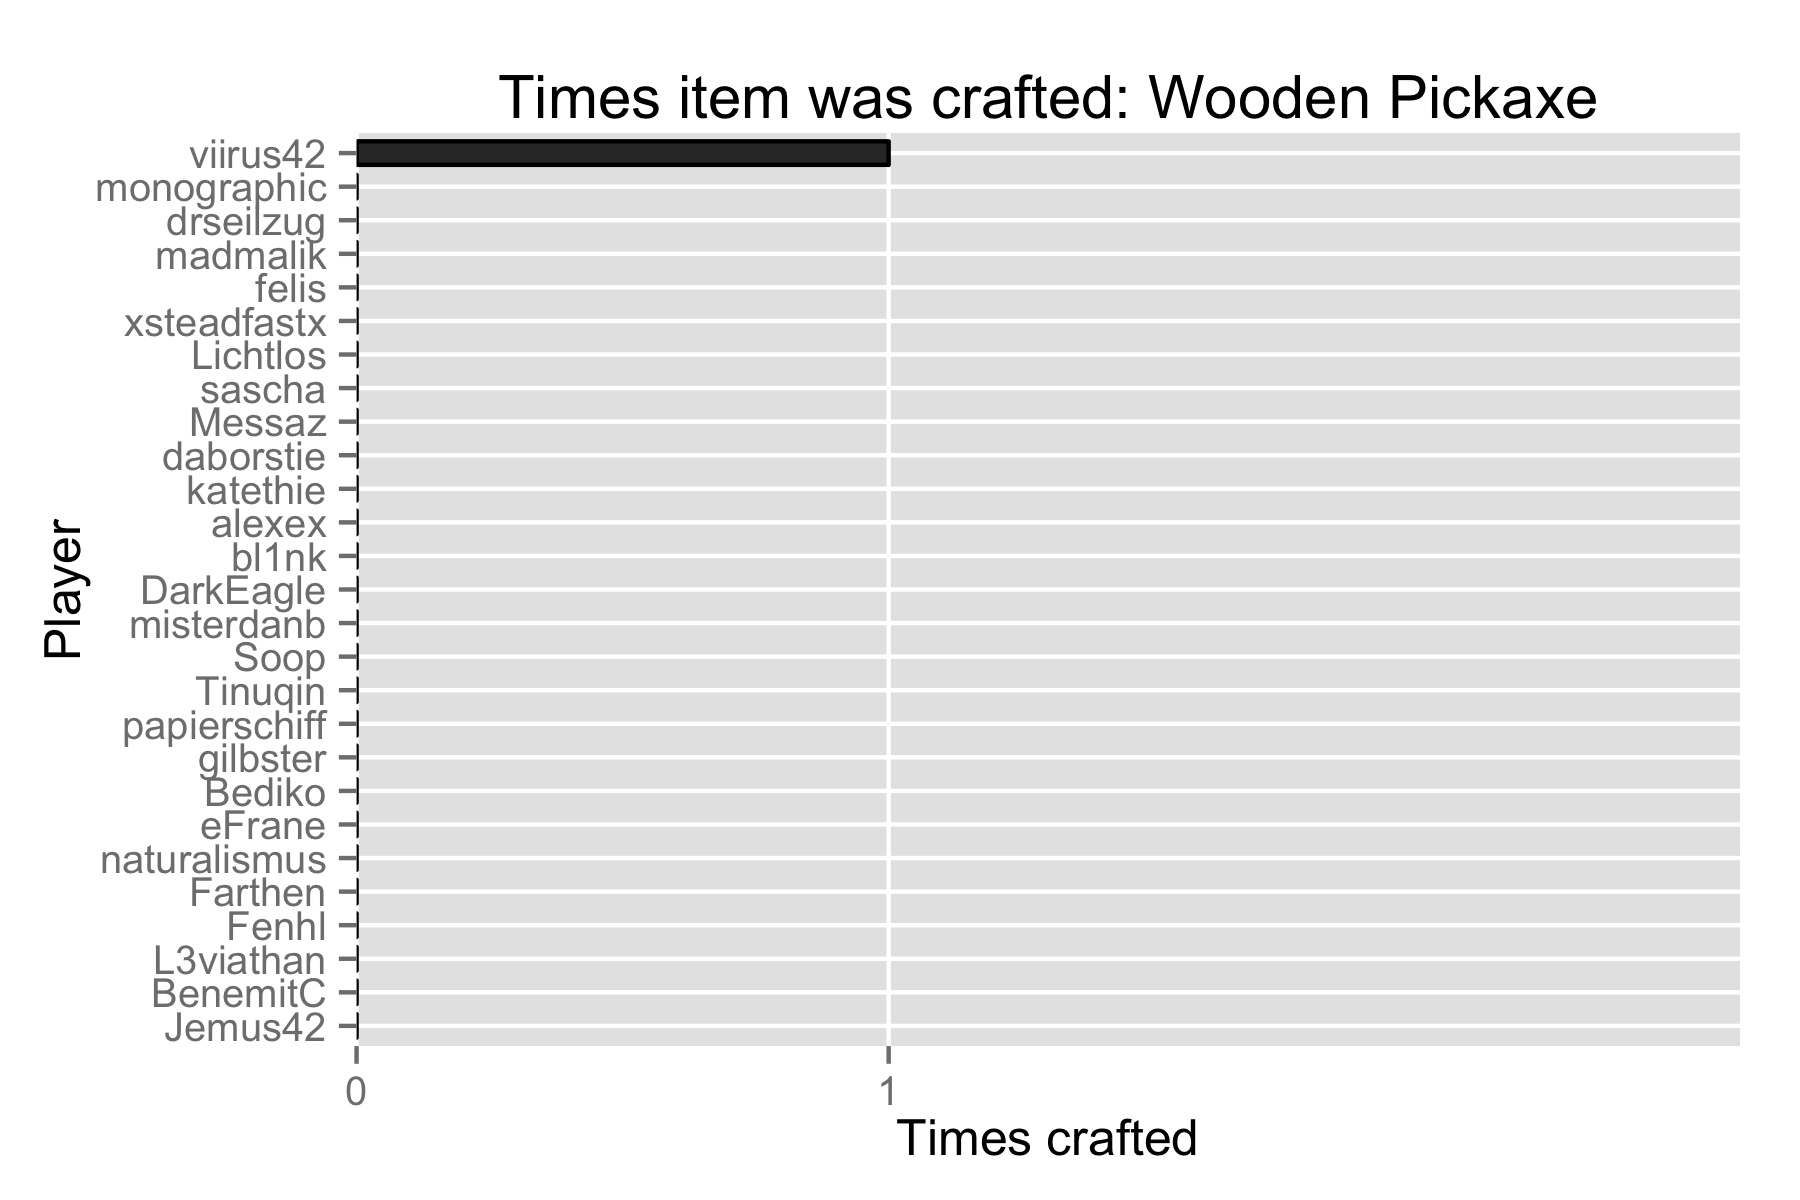 Times item was crafted: Wooden Pickaxe
viirus42
monographic
drseilzug
madmalik
felis
xsteadfastx
Lichtlos
sascha
Messaz
daborstie
katethie
alexex
bl1nk
DarkEagle
misterdanb
Soop
Tinuqin
papierschiff
gilbster
Bediko
eFrane
naturalismus
Farthen
Fenhl
L3viathan
BenemitC
Jemus42
Player
0 1
Times crafted